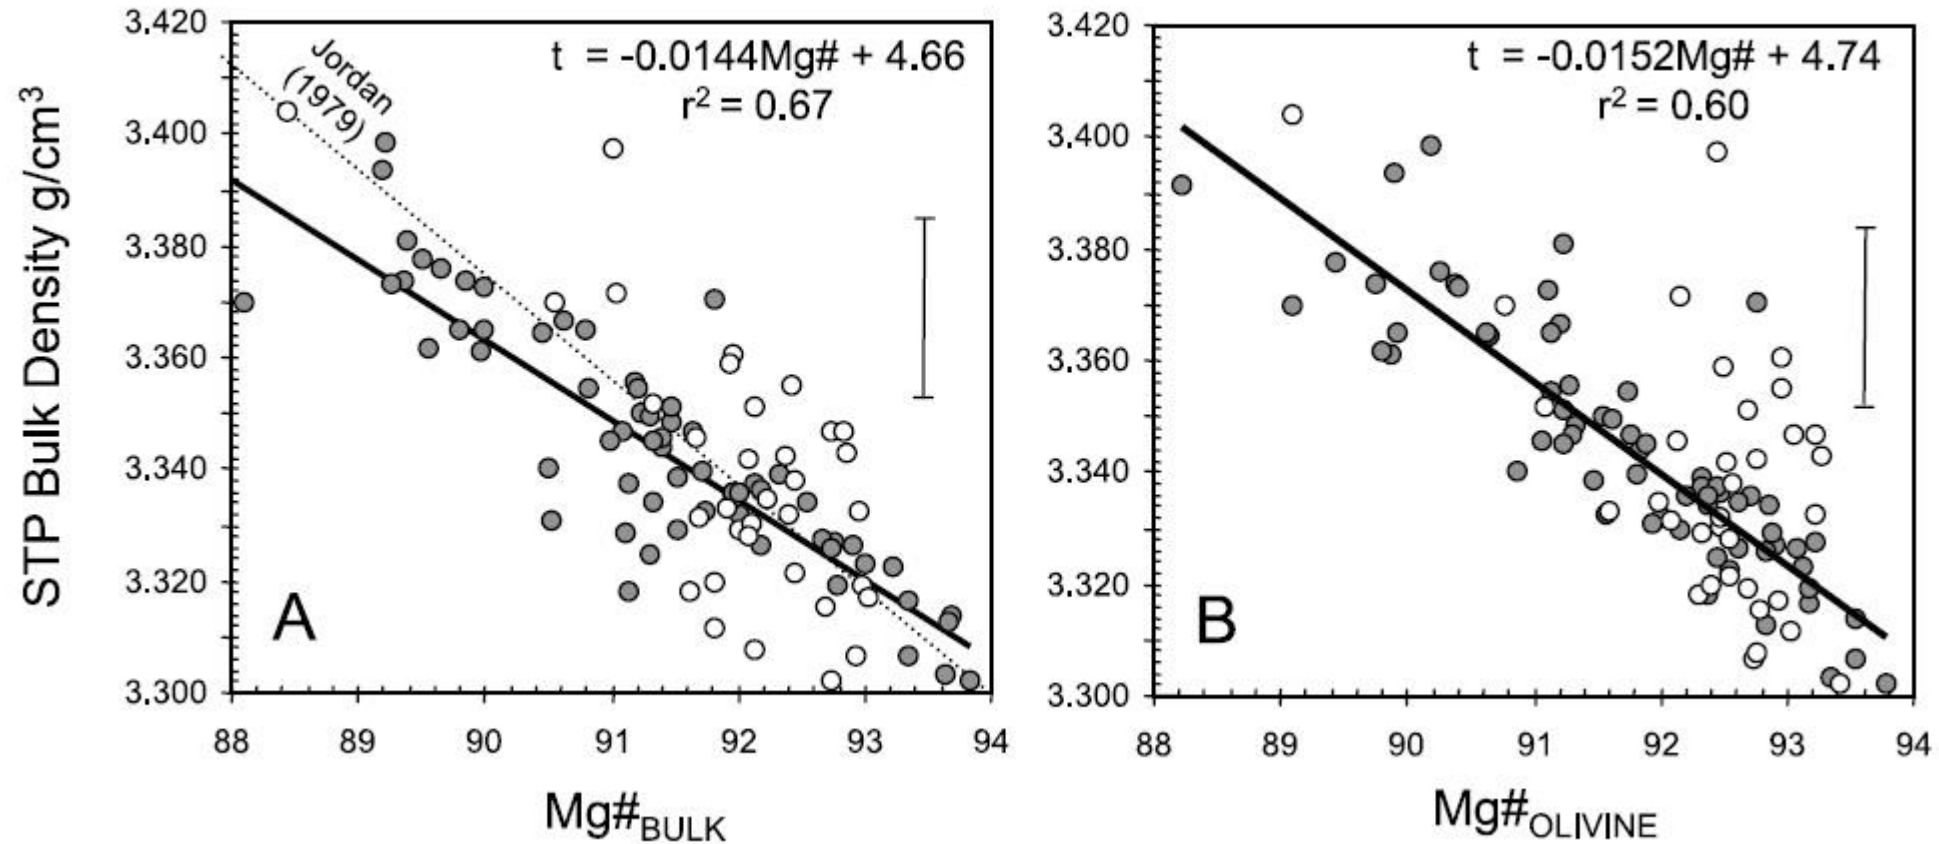 STP Bulk Density g/cm³
3.420
3.400
3.380
3.360
3.340
3.320
3.300
Jordan
(1979)
t = -0.0144Mg# + 4.66
r² = 0.67
A
88 89 90 91 92 93 94
Mg#BULK
3.420
3.400
3.380
3.360
3.340
3.320
3.300
t = -0.0152Mg# + 4.74
r² = 0.60
B
88 89 90 91 92 93 94
Mg#OLIVINE